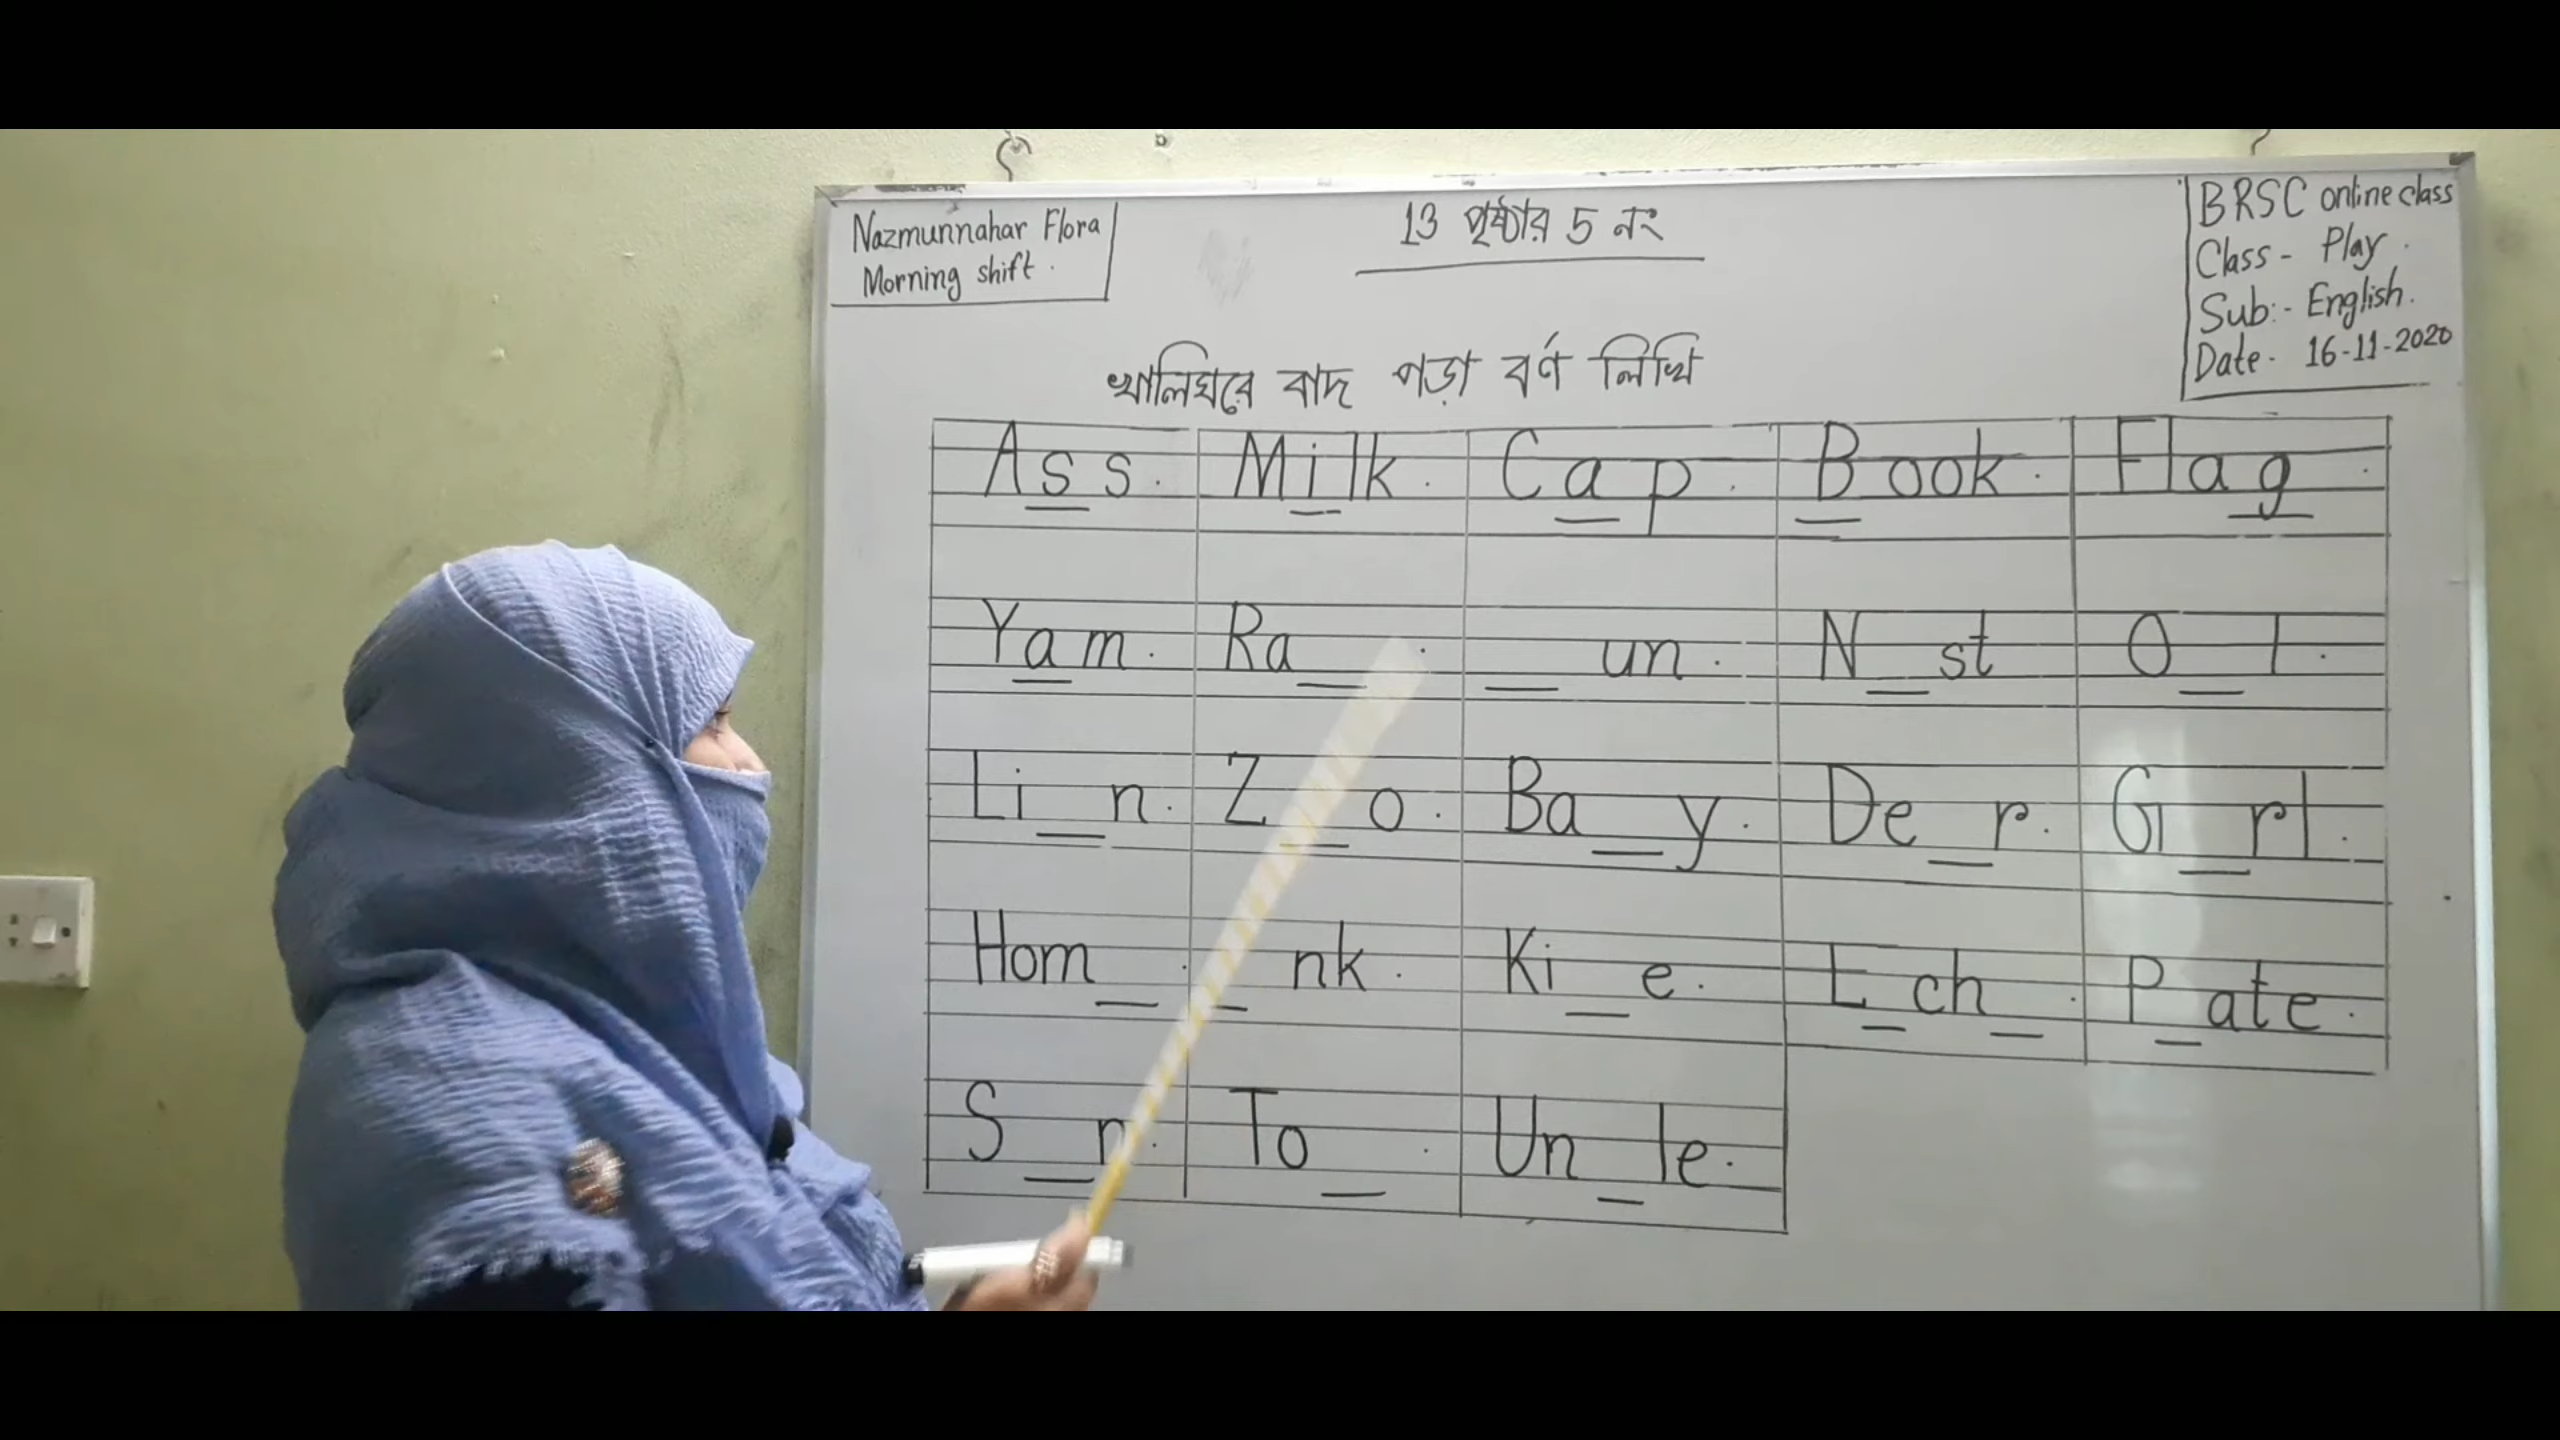 Nazmunnahar Flora
Morning shift.
13 পৃষ্ঠার 5 নং
BRSC online class
Class - Play.
Sub:- English.
Date - 16-11-2020
খালিঘরে বাদ পড়া বর্ণ লিখি
Ass. Milk. Cap. Book. Flag.
Yam. Ra_. _un. N_st O_l.
Li_n. Z_o. Ba_y. De_r. G_rl.
Hom_. _nk. Ki_e. L_ch_. P_ate.
S_n. To_. Un_le.